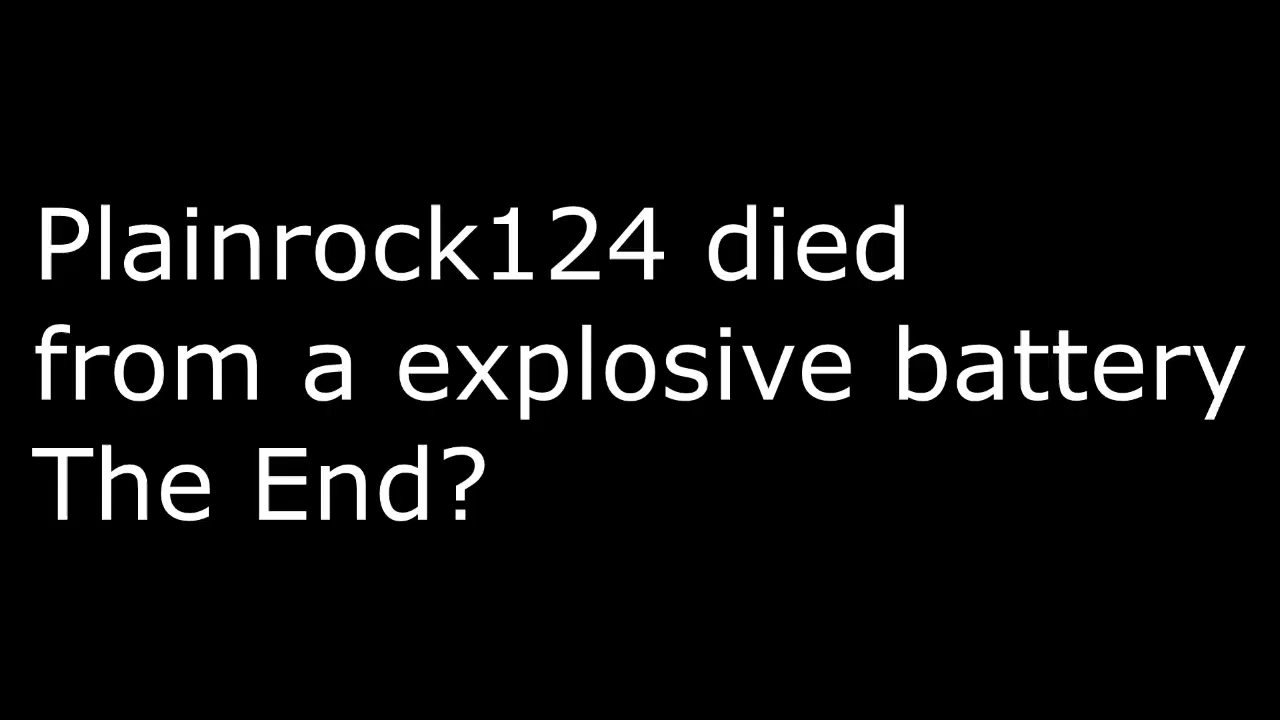 Plainrock124 died
from a explosive battery
The End?